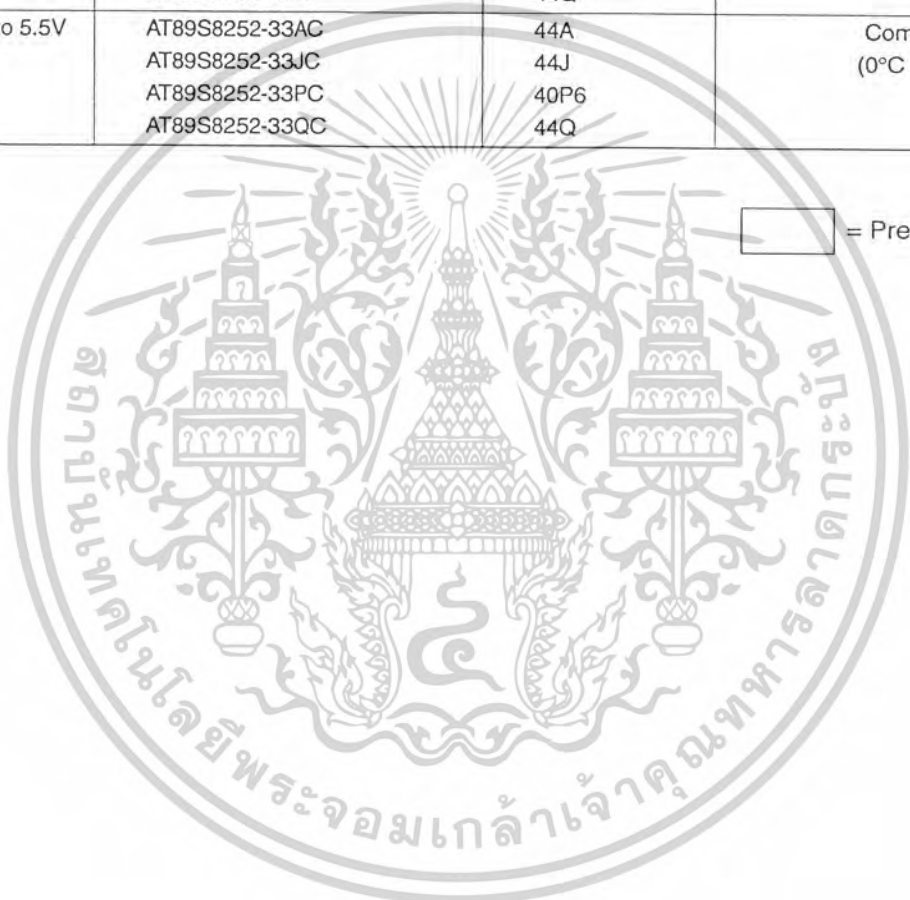 o 5.5V AT89S8252-33AC 44A Com
AT89S8252-33JC 44J (0°C
AT89S8252-33PC 40P6
AT89S8252-33QC 44Q
= Pre
สถาบันเทคโนโลยีพระจอมเกล้าเจ้าคุณทหารลาดกระบัง
๔